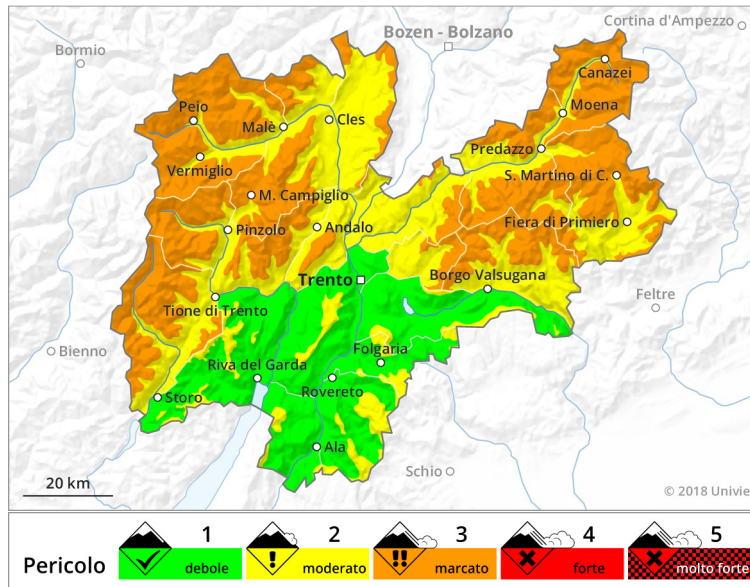 Cortina d'Ampezzo
Bozen - Bolzano
Bormio
Canazei
Peio
Moena
Malè
Cles
Predazzo
Vermiglio
S. Martino di C.
M. Campiglio
Pinzolo
Andalo
Fiera di Primiero
Trento
Borgo Valsugana
Feltre
Tione di Trento
Bienno
Folgaria
Riva del Garda
Rovereto
Storo
Ala
Schio
20 km
© 2018 Univie
Pericolo
1
debole
2
! moderato
3
!! marcato
4
forte
5
molto forte